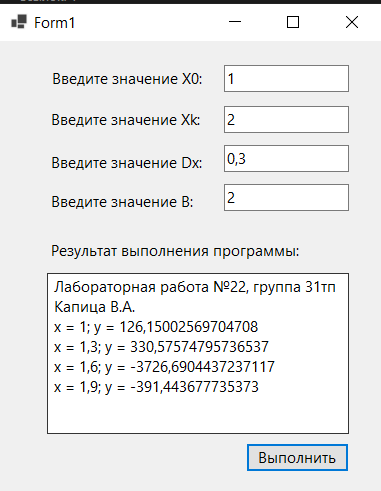 Form1
Введите значение X0:
1
Введите значение Xk:
2
Введите значение Dx:
0,3
Введите значение B:
2
Результат выполнения программы:
Лабораторная работа №22, группа 31тп
Капица В.А.
x = 1; y = 126,15002569704708
x = 1,3; y = 330,57574795736537
x = 1,6; y = -3726,6904437237117
x = 1,9; y = -391,443677735373
Выполнить